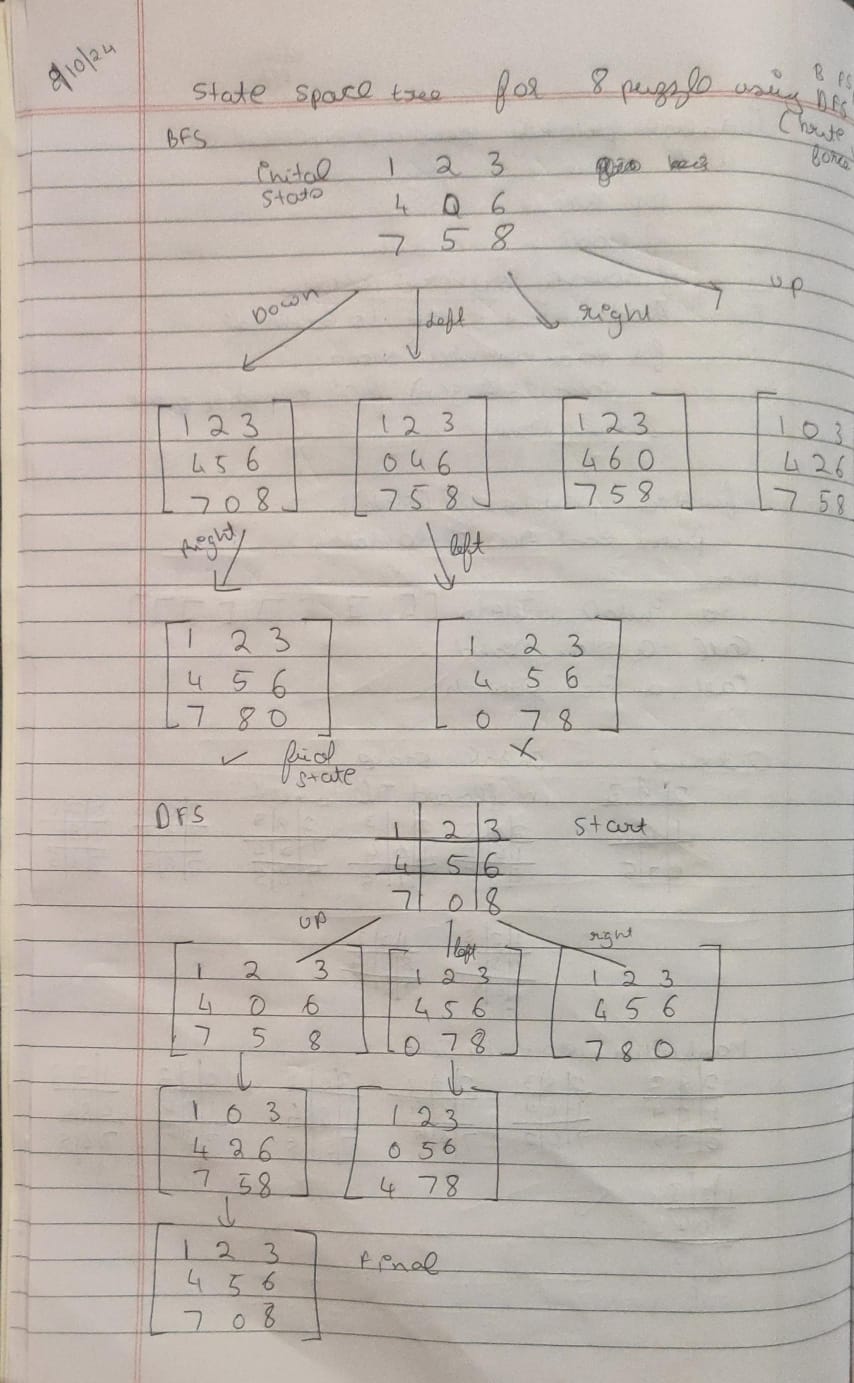 8/10/24
State space tree for 8 puzzle using BFS
DFS
(brute force
BFS
Inital 1 2 3
State 4 0 6
7 5 8
Down left right up
1 2 3 1 2 3 1 2 3 1 0 3
4 5 6 0 4 6 4 6 0 4 2 6
7 0 8 7 5 8 7 5 8 7 5 8
Right left
1 2 3 1 2 3
4 5 6 4 5 6
7 8 0 0 7 8
✓ final state ✗
DFS 1 2 3 Start
4 5 6
7 0 8
UP left rght
1 2 3 1 2 3 1 2 3
4 0 6 4 5 6 4 5 6
7 5 8 0 7 8 7 8 0
1 0 3 1 2 3
4 2 6 0 5 6
7 5 8 4 7 8
1 2 3 Final
4 5 6
7 0 8